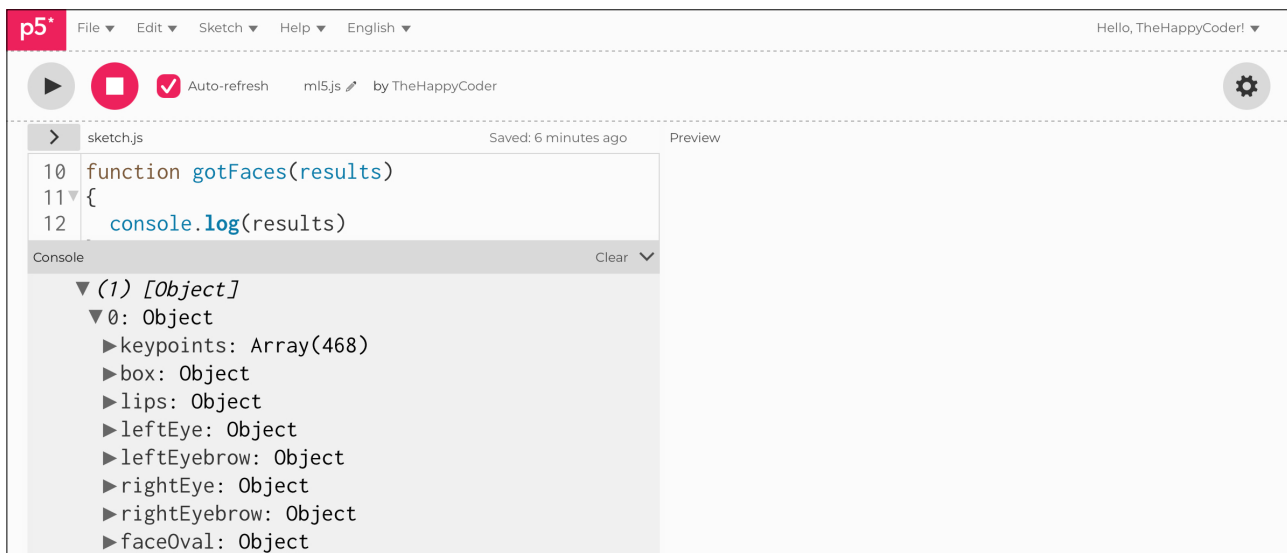 p5* File ▼ Edit ▼ Sketch ▼ Help ▼ English ▼ Hello, TheHappyCoder! ▼
Auto-refresh ml5.js by TheHappyCoder
> sketch.js Saved: 6 minutes ago Preview
10 function gotFaces(results)
11▼ {
12 console.log(results)
Console Clear
▼ (1) [Object]
▼ 0: Object
▶ keypoints: Array(468)
▶ box: Object
▶ lips: Object
▶ leftEye: Object
▶ leftEyebrow: Object
▶ rightEye: Object
▶ rightEyebrow: Object
▶ faceOval: Object